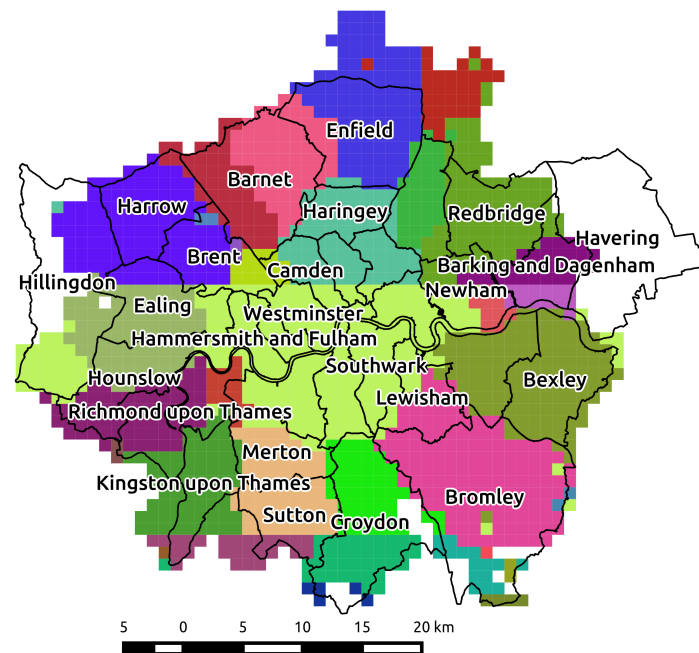 Enfield
Barnet
Harrow
Haringey
Redbridge
Havering
Brent
Camden
Barking and Dagenham
Hillingdon
Newham
Ealing
Westminster
Hammersmith and Fulham
Southwark
Hounslow
Bexley
Lewisham
Richmond upon Thames
Merton
Kingston upon Thames
Bromley
Sutton
Croydon
5 0 5 10 15 20 km